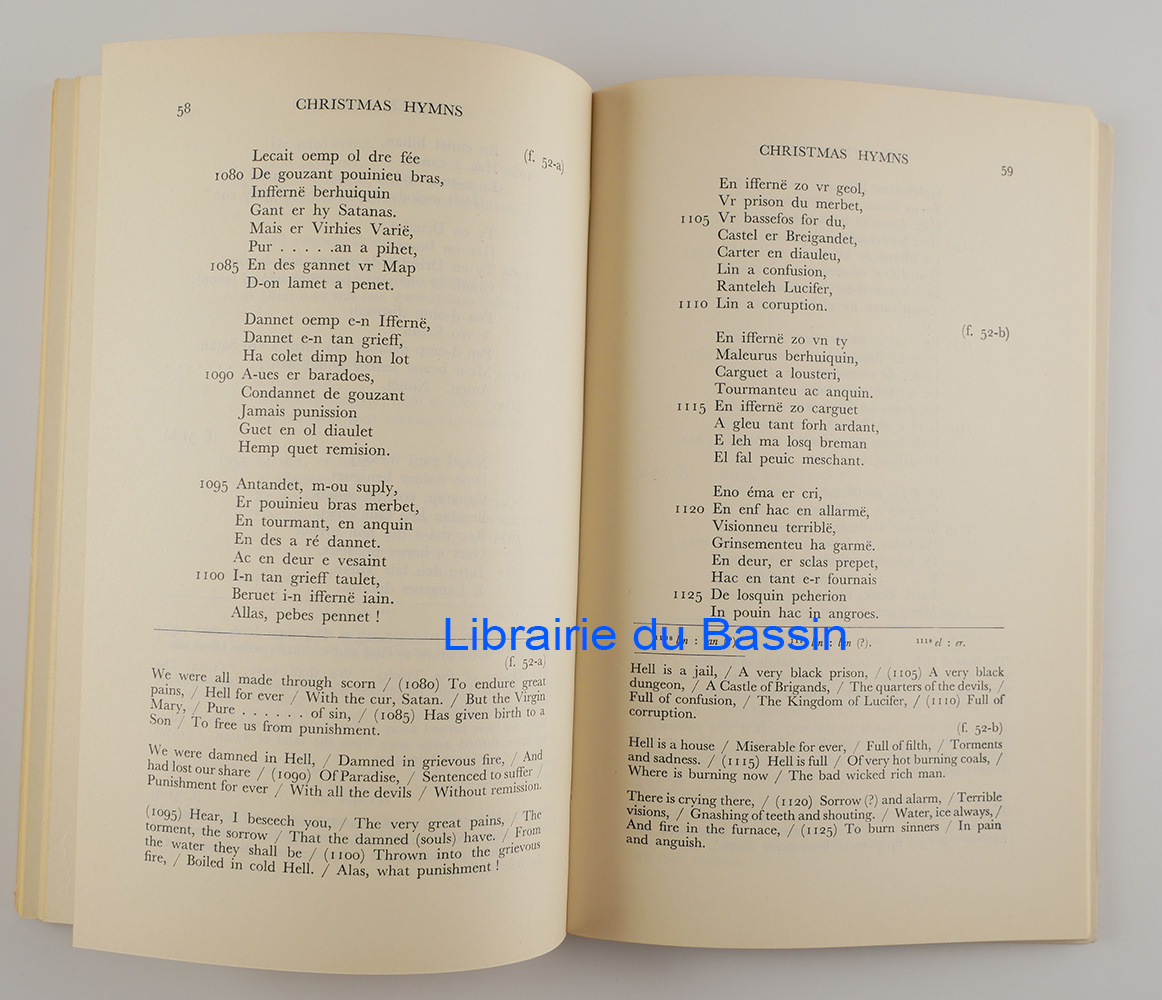 58 CHRISTMAS HYMNS
Lecait oemp ol dre fée (f. 52-a)
1080 De gouzant pouinieu bras,
Infferně berhuiquin
Gant er hy Satanas.
Mais er Virhies Varië,
Pur . . . . .an a pihet,
1085 En des gannet vr Map
D-on lamet a penet.
Dannet oemp e-n Ifferně,
Dannet e-n tan grieff,
Ha colet dimp hon lot
1090 A-ues er baradoes,
Condannet de gouzant
Jamais punission
Guet en ol diaulet
Hemp quet remision.
1095 Antandet, m-ou suply,
Er pouinieu bras merbet,
En tourmant, en anquin
En des a ré dannet.
Ac en deur e vesaint
1100 I-n tan grieff taulet,
Beruet i-n ifferně iain.
Allas, pebes pennet !
(f. 52-a)
We were all made through scorn / (1080) To endure great
pains, / Hell for ever / With the cur, Satan. / But the Virgin
Mary, / Pure . . . . . . of sin, / (1085) Has given birth to a
Son / To free us from punishment.
We were damned in Hell, / Damned in grievous fire, / And
had lost our share / (1090) Of Paradise, / Sentenced to suffer /
Punishment for ever / With all the devils / Without remission.
(1095) Hear, I beseech you, / The very great pains, / The
torment, the sorrow / That the damned (souls) have. / From
the water they shall be / (1100) Thrown into the grievous
fire, / Boiled in cold Hell. / Alas, what punishment !
CHRISTMAS HYMNS 59
En ifferně zo vr geol,
Vr prison du merbet,
1105 Vr bassefos for du,
Castel er Breigandet,
Carter en diauleu,
Lin a confusion,
Ranteleh Lucifer,
1110 Lin a coruption.
(f. 52-b)
En ifferně zo vn ty
Maleurus berhuiquin,
Carguet a lousteri,
Tourmanteu ac anquin.
1115 En ifferně zo carguet
A gleu tant forh ardant,
E leh ma losq breman
El fal peuic meschant.
Eno éma er cri,
1120 En enf hac en allarmë,
Visionneu terriblë,
Grinsementeu ha garmë.
En deur, er sclas prepet,
Hac en tant e-r fournais
1125 De losquin peherion
In pouin hac in angroes.
(?). (?). 1118 el : er.
Hell is a jail, / A very black prison, / (1105) A very black
dungeon, / A Castle of Brigands, / The quarters of the devils, /
Full of confusion, / The Kingdom of Lucifer, / (1110) Full of
corruption.
(f. 52-b)
Hell is a house / Miserable for ever, / Full of filth, / Torments
and sadness. / (1115) Hell is full / Of very hot burning coals, /
Where is burning now / The bad wicked rich man.
There is crying there, / (1120) Sorrow (?) and alarm, / Terrible
visions, / Gnashing of teeth and shouting. / Water, ice always, /
And fire in the furnace, / (1125) To burn sinners / In pain
and anguish.
Librairie du Bassin